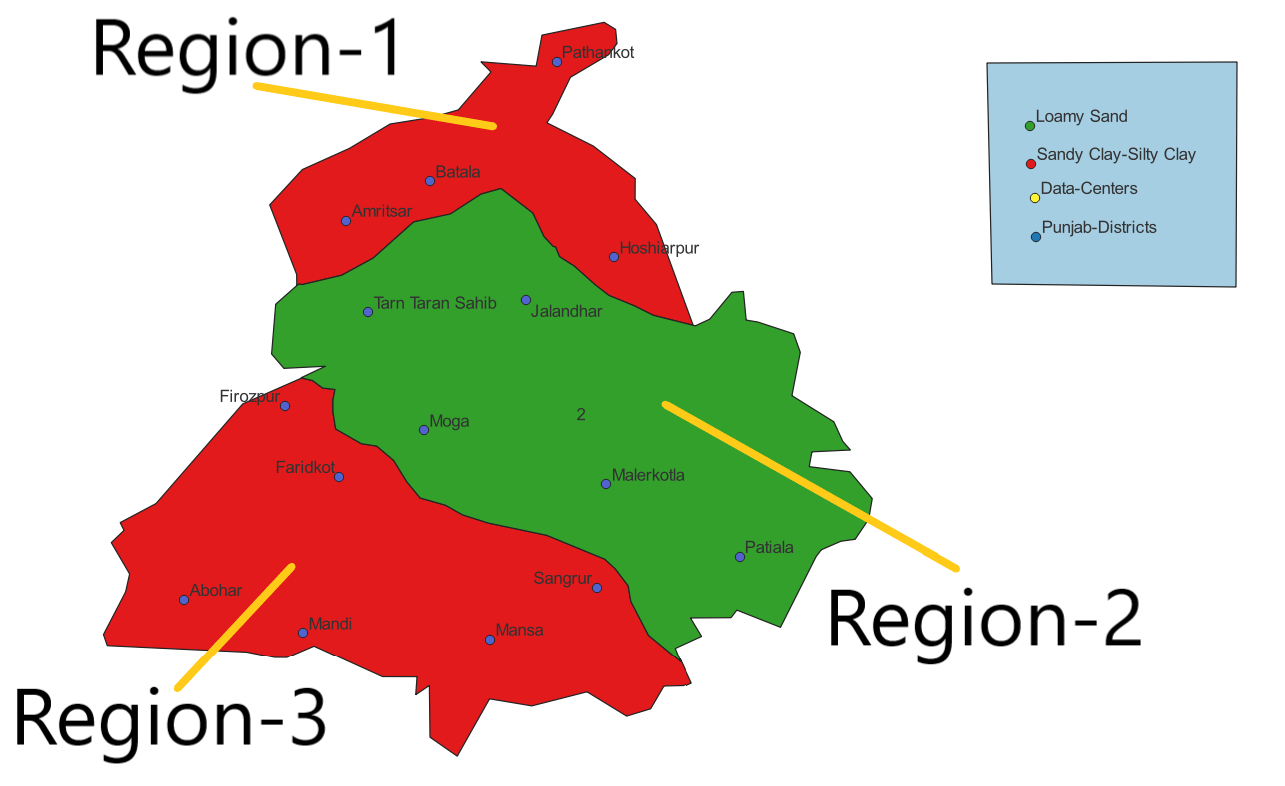 Region-1
Pathankot
Batala
Amritsar
Hoshiarpur
Tarn Taran Sahib
Jalandhar
Firozpur
2
Moga
Faridkot
Malerkotla
Patiala
Sangrur
Abohar
Mandi
Mansa
Region-2
Region-3
Loamy Sand
Sandy Clay-Silty Clay
Data-Centers
Punjab-Districts